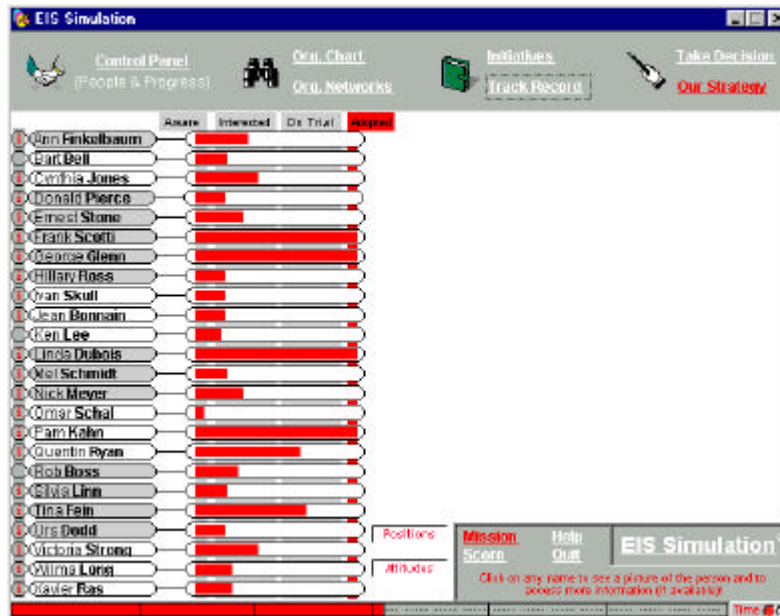 EIS Simulation
Control Panel
(People & Progress)
Org. Chart
Org. Networks
Initiatives
Track Record
Take Decision
Our Strategy
Aware Interested On Trial Adopted
Ann Finkelbaum
Bart Bell
Cynthia Jones
Donald Pierce
Ernest Stone
Frank Scotti
George Glenn
Hillary Ross
Ivan Skull
Jean Bonnain
Ken Lee
Linda Dubois
Mel Schmidt
Nick Meyer
Omar Schal
Pam Kahn
Quentin Ryan
Rob Boss
Silvia Linn
Tina Fein
Urs Dodd
Victoria Strong
Wilma Long
Xavier Ras
Positions
Attitudes
Mission Help
Score Quit
EIS Simulation
Click on any name to see a picture of the person and to
access more information (if available)!
Time